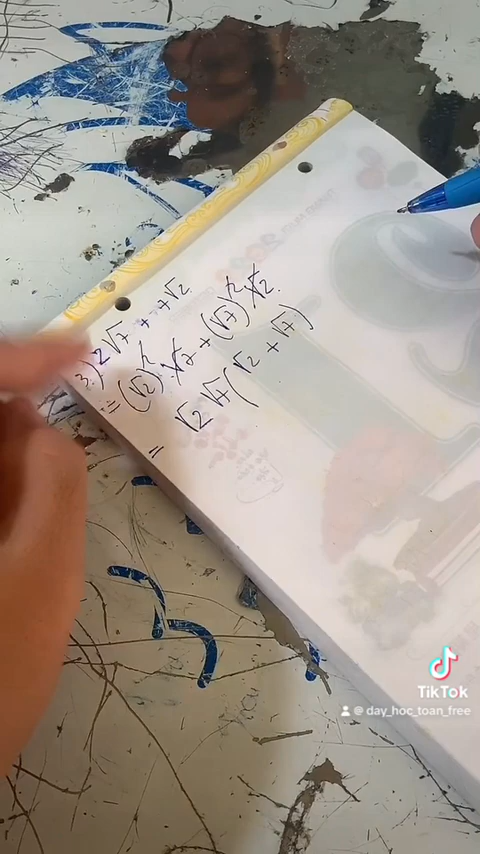 3.) 2√7 + 7√2
= (√2)² . √7 + (√7)² . √2
= √2 √7 (√2 + √7)
TikTok
@ day_hoc_toan_free